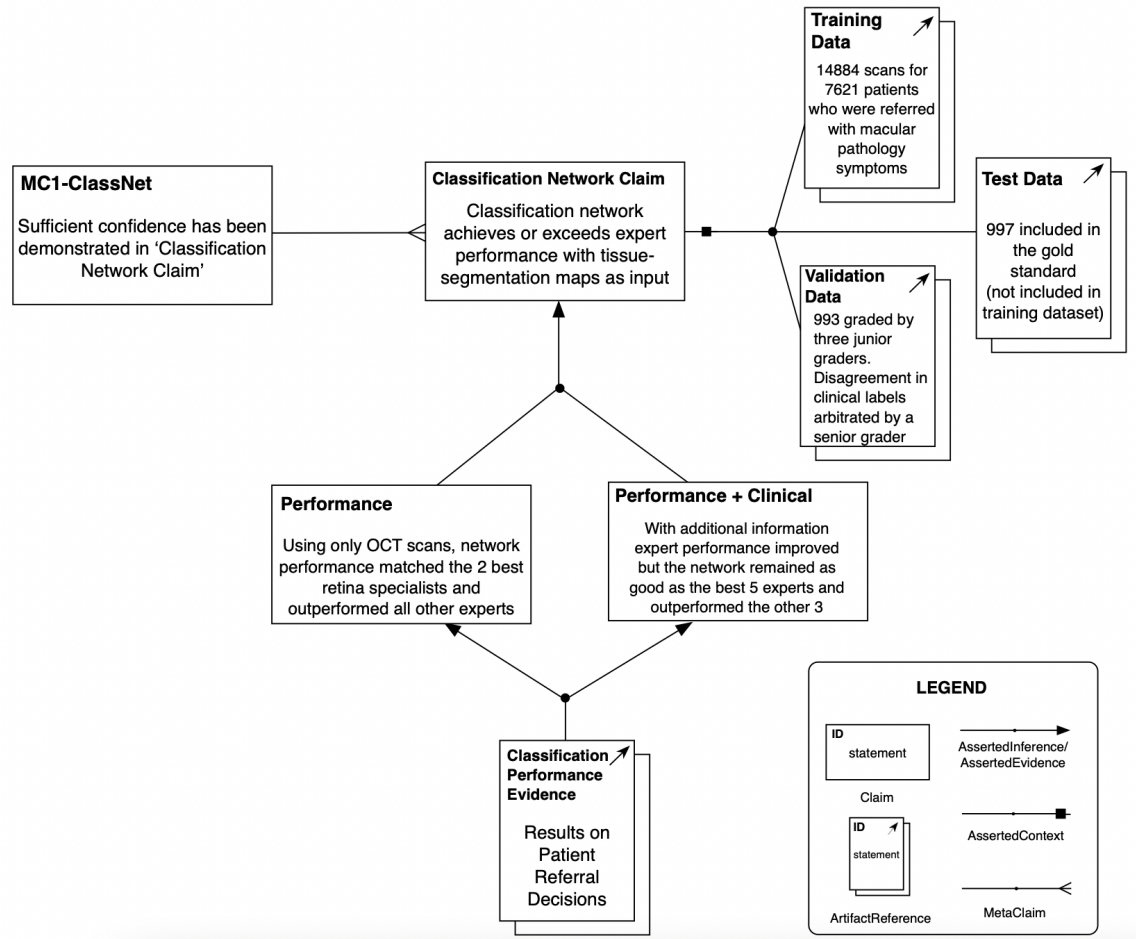 Training
Data
14884 scans for
7621 patients
who were referred
with macular
pathology
symptoms
MC1-ClassNet
Sufficient confidence has been
demonstrated in ‘Classification
Network Claim’
Classification Network Claim
Classification network
achieves or exceeds expert
performance with tissue-
segmentation maps as input
Test Data
997 included in
the gold
standard
(not included in
training dataset)
Validation
Data
993 graded by
three junior
graders.
Disagreement in
clinical labels
arbitrated by a
senior grader
Performance
Using only OCT scans, network
performance matched the 2 best
retina specialists and
outperformed all other experts
Performance + Clinical
With additional information
expert performance improved
but the network remained as
good as the best 5 experts and
outperformed the other 3
Classification
Performance
Evidence
Results on
Patient
Referral
Decisions
LEGEND
ID
statement
Claim
AssertedInference/
AssertedEvidence
ID
statement
ArtifactReference
AssertedContext
MetaClaim